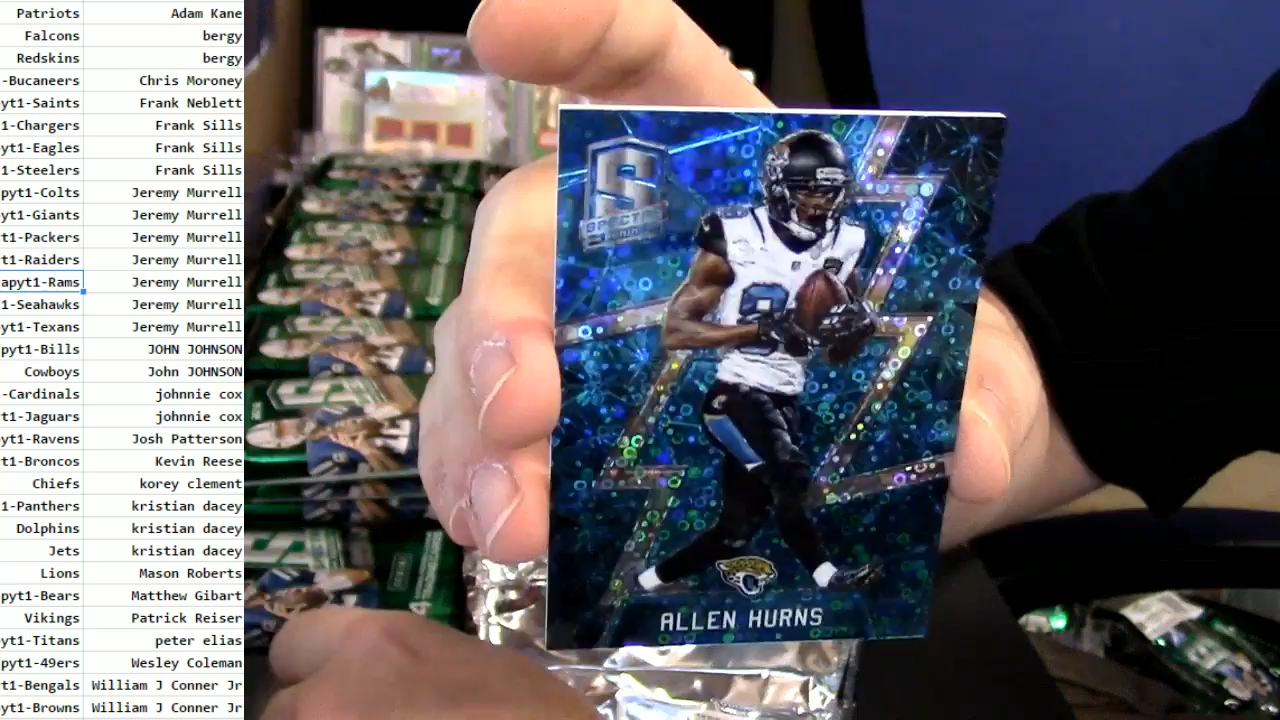 Patriots Adam Kane
Falcons bergy
Redskins bergy
-Bucaneers Chris Moroney
yt1-Saints Frank Neblett
1-Chargers Frank Sills
yt1-Eagles Frank Sills
1-Steelers Frank Sills
pyt1-Colts Jeremy Murrell
yt1-Giants Jeremy Murrell
t1-Packers Jeremy Murrell
t1-Raiders Jeremy Murrell
apyt1-Rams Jeremy Murrell
1-Seahawks Jeremy Murrell
yt1-Texans Jeremy Murrell
pyt1-Bills JOHN JOHNSON
Cowboys John JOHNSON
-Cardinals johnnie cox
t1-Jaguars johnnie cox
yt1-Ravens Josh Patterson
t1-Broncos Kevin Reese
Chiefs korey clement
1-Panthers kristian dacey
Dolphins kristian dacey
Jets kristian dacey
Lions Mason Roberts
pyt1-Bears Matthew Gibart
Vikings Patrick Reiser
yt1-Titans peter elias
pyt1-49ers Wesley Coleman
t1-Bengals William J Conner Jr
yt1-Browns William J Conner Jr
S
SPECTRA
ALLEN HURNS